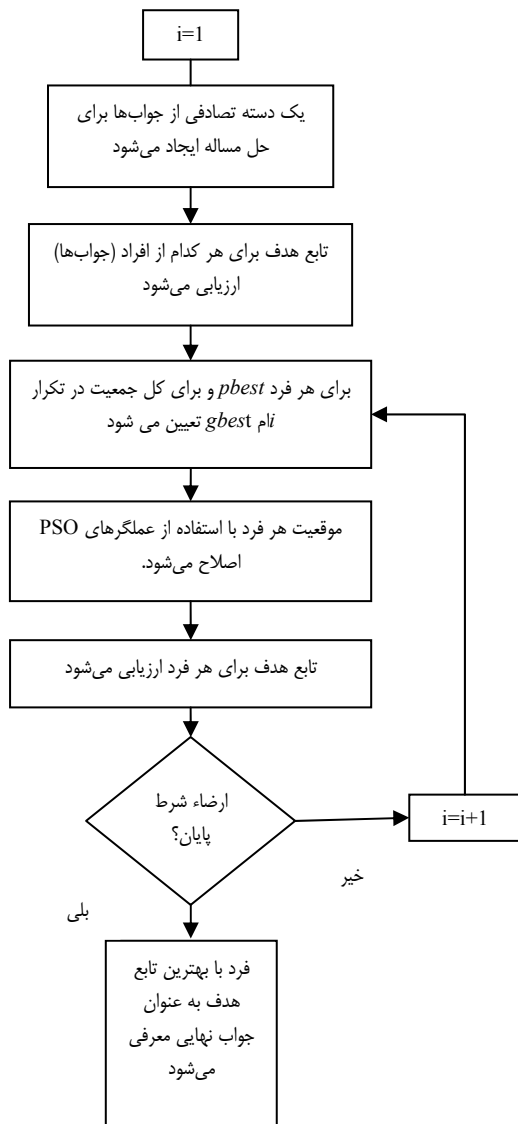 i=1
یک دسته تصادفی از جواب‌ها برای
حل مساله ایجاد می‌شود
تابع هدف برای هر کدام از افراد (جواب‌ها)
ارزیابی می‌شود
برای هر فرد pbest و برای کل جمعیت در تکرار
iام gbest تعیین می شود
موقعیت هر فرد با استفاده از عملگرهای PSO
اصلاح می‌شود.
تابع هدف برای هر فرد ارزیابی می‌شود
ارضاء شرط
پایان؟
i=i+1
خیر
بلی
فرد با بهترین تابع
هدف به عنوان
جواب نهایی معرفی
می‌شود